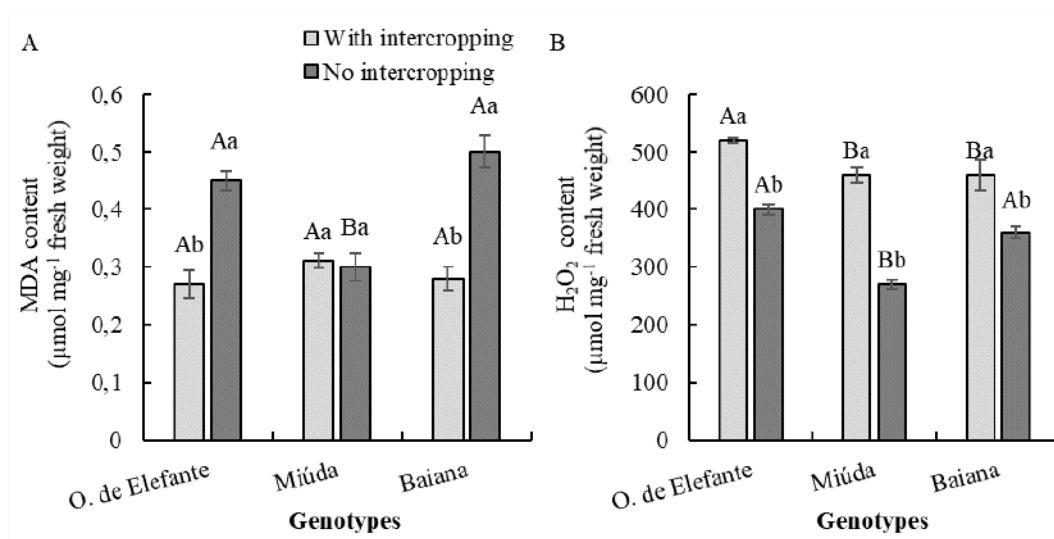 A
With intercropping
No intercropping
MDA content
(µmol mg-1 fresh weight)
0,6
0,5
0,4
0,3
0,2
0,1
0
Ab
Aa
Aa
Ba
Ab
Aa
O. de Elefante
Miúda
Baiana
Genotypes
B
H2O2 content
(µmol mg-1 fresh weight)
600
500
400
300
200
100
0
Aa
Ab
Ba
Bb
Ba
Ab
O. de Elefante
Miúda
Baiana
Genotypes